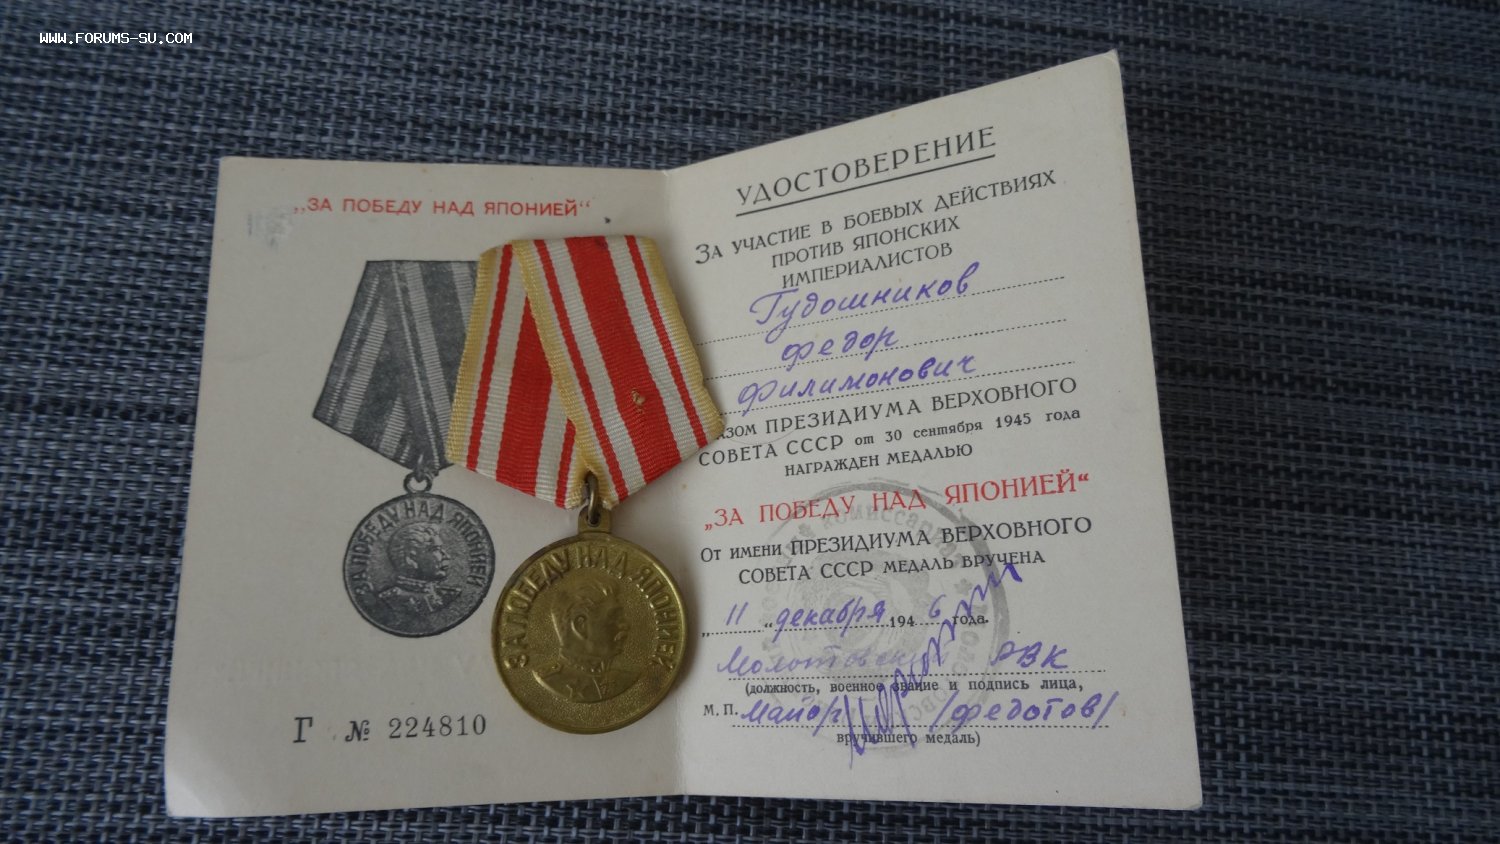 WWW.FORUMS-SU.COM
„ЗА ПОБЕДУ НАД ЯПОНИЕЙ“
ЗА ПОБЕДУ НАД ЯПОНИЕЙ
ЗА ПОБЕДУ НАД ЯПОНИЕЙ
Г № 224810
УДОСТОВЕРЕНИЕ
ЗА УЧАСТИЕ В БОЕВЫХ ДЕЙСТВИЯХ
ПРОТИВ ЯПОНСКИХ
ИМПЕРИАЛИСТОВ
Гудошников
Федор
Филимонович
ПРЕЗИДИУМА ВЕРХОВНОГО
СОВЕТА СССР от 30 сентября 1945 года
НАГРАЖДЕН МЕДАЛЬЮ
„ЗА ПОБЕДУ НАД ЯПОНИЕЙ“
ОТ ИМЕНИ ПРЕЗИДИУМА ВЕРХОВНОГО
СОВЕТА СССР МЕДАЛЬ ВРУЧЕНА
„11“ декабря 1946 года.
РВК
(должность, военное звание и подпись лица,
М. П. Майор /Федотов/
вручившего медаль)